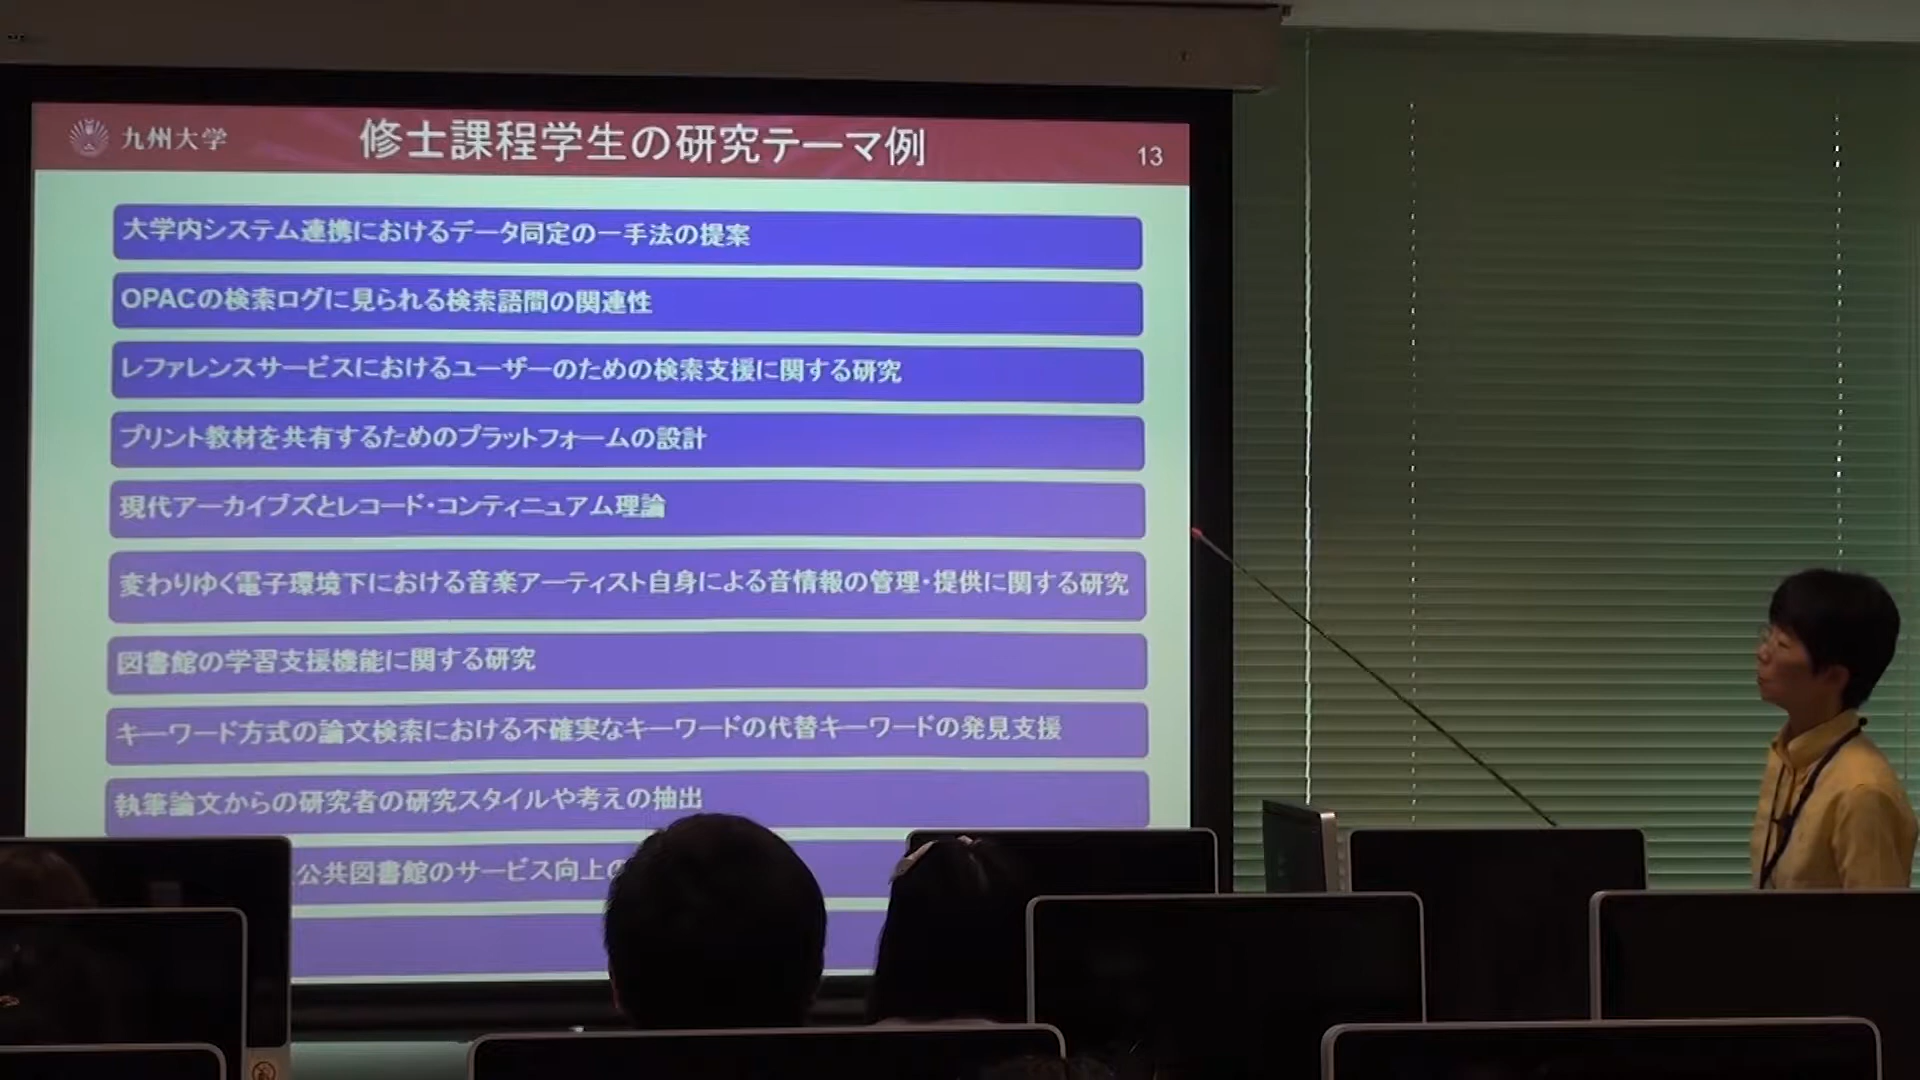 九州大学
修士課程学生の研究テーマ例
13
大学内システム連携におけるデータ同定の一手法の提案
OPACの検索ログに見られる検索語間の関連性
レファレンスサービスにおけるユーザーのための検索支援に関する研究
プリント教材を共有するためのプラットフォームの設計
現代アーカイブズとレコード・コンティニュアム理論
変わりゆく電子環境下における音楽アーティスト自身による音情報の管理・提供に関する研究
図書館の学習支援機能に関する研究
キーワード方式の論文検索における不確実なキーワードの代替キーワードの発見支援
執筆論文からの研究者の研究スタイルや考えの抽出
公共図書館のサービス向上の